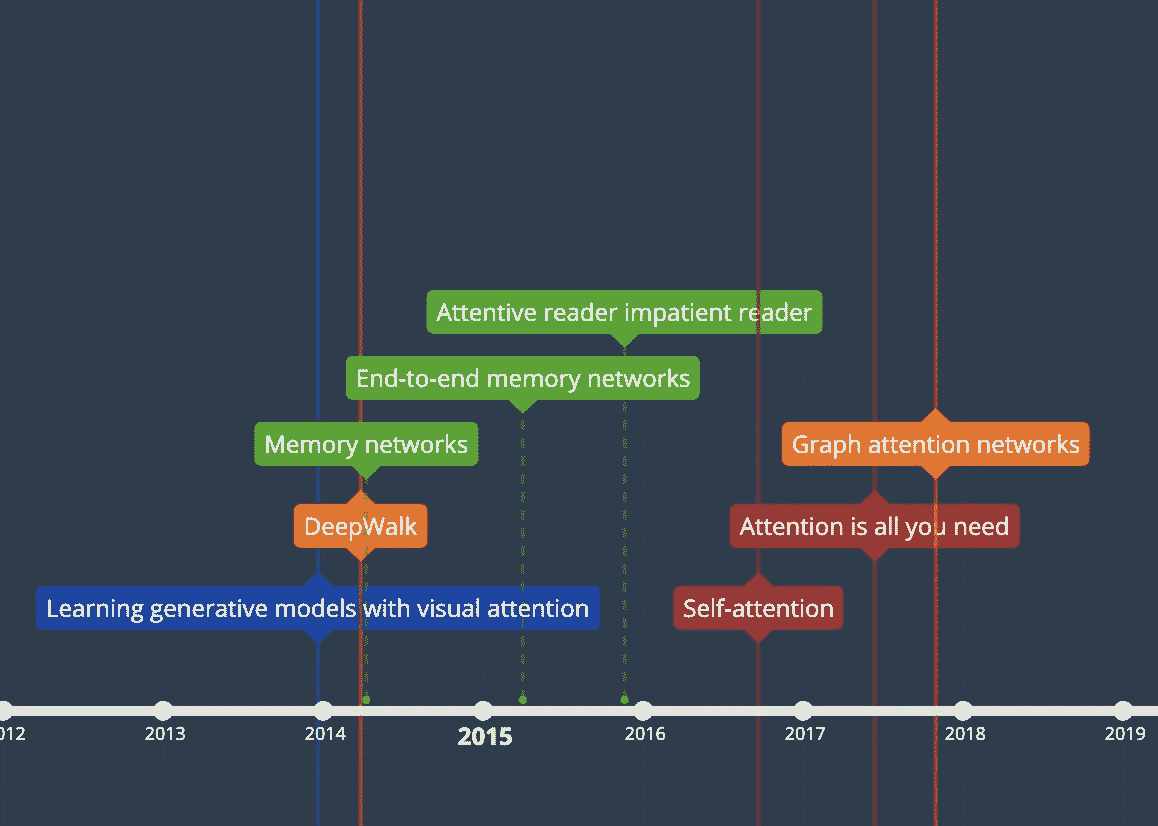 Attentive reader impatient reader
End-to-end memory networks
Memory networks
Graph attention networks
DeepWalk
Attention is all you need
Learning generative models with visual attention
Self-attention
012
2013
2014
2015
2016
2017
2018
2019